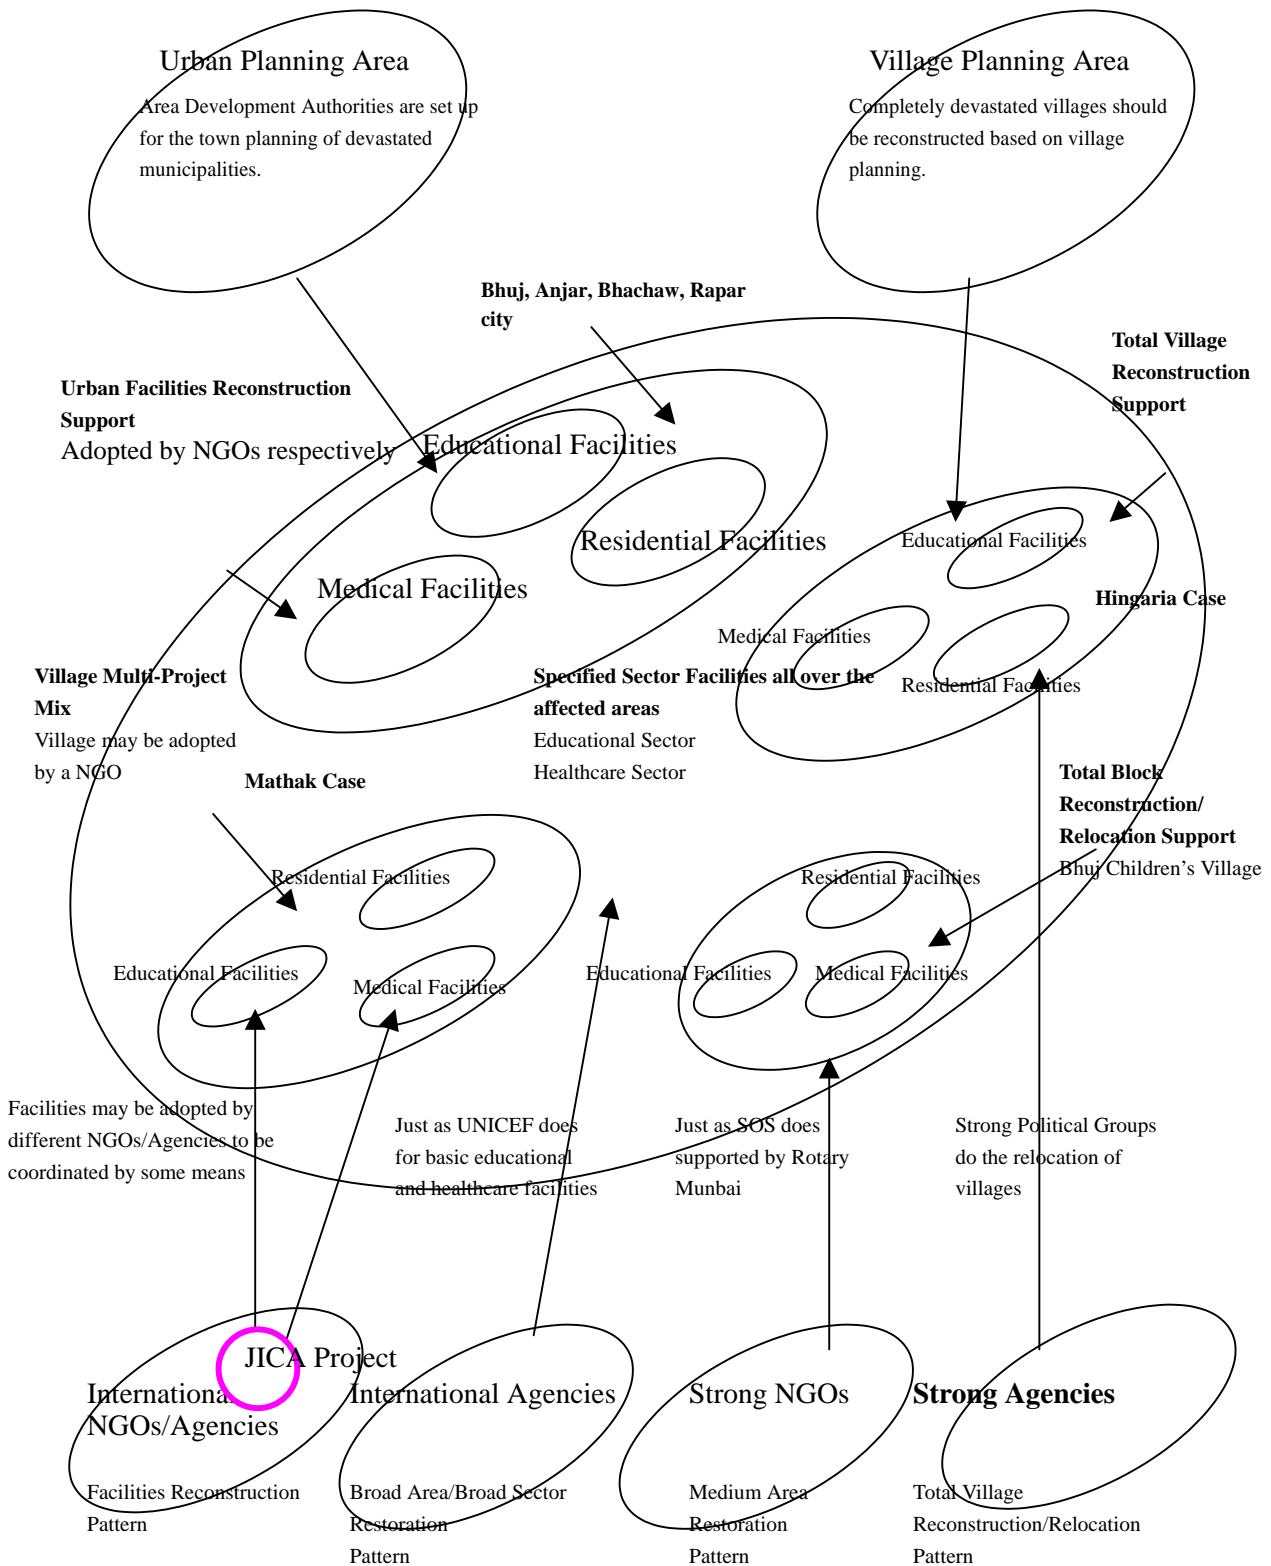 Urban Planning Area
Area Development Authorities are set up
for the town planning of devastated
municipalities.
Village Planning Area
Completely devastated villages should
be reconstructed based on village
planning.
Bhuj, Anjar, Bhachaw, Rapar
city
Total Village
Reconstruction
Support
Urban Facilities Reconstruction
Support
Adopted by NGOs respectively
Educational Facilities
Residential Facilities
Medical Facilities
Educational Facilities
Hingaria Case
Medical Facilities
Residential Facilities
Village Multi-Project
Mix
Village may be adopted
by a NGO
Specified Sector Facilities all over the
affected areas
Educational Sector
Healthcare Sector
Mathak Case
Total Block
Reconstruction/
Relocation Support
Bhuj Children's Village
Residential Facilities
Educational Facilities
Medical Facilities
Residential Facilities
Educational Facilities
Medical Facilities
Facilities may be adopted by
different NGOs/Agencies to be
coordinated by some means
Just as UNICEF does
for basic educational
and healthcare facilities
Just as SOS does
supported by Rotary
Munbai
Strong Political Groups
do the relocation of
villages
JICA Project
International
NGOs/Agencies
Facilities Reconstruction
Pattern
International Agencies
Broad Area/Broad Sector
Restoration
Pattern
Strong NGOs
Medium Area
Restoration
Pattern
Strong Agencies
Total Village
Reconstruction/Relocation
Pattern